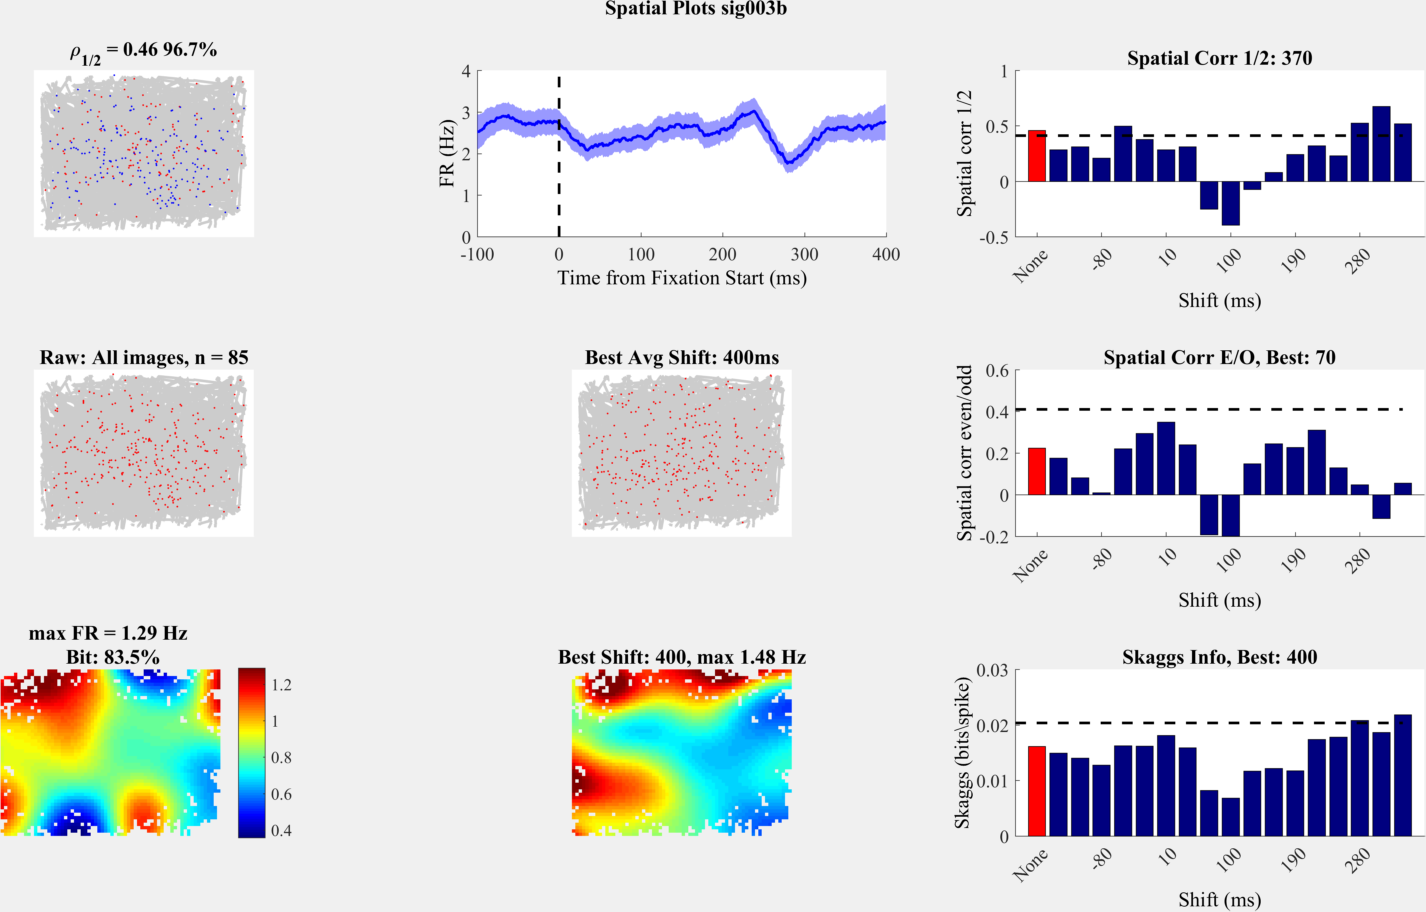 Spatial Plots sig003b
ρ1/2 = 0.46 96.7%
4
3
2
1
0
FR (Hz)
-100 0 100 200 300 400
Time from Fixation Start (ms)
Spatial Corr 1/2: 370
1
0.5
0
-0.5
Spatial corr 1/2
None -80 10 100 190 280
Shift (ms)
Raw: All images, n = 85
Best Avg Shift: 400ms
Spatial Corr E/O, Best: 70
0.6
0.4
0.2
0
-0.2
Spatial corr even/odd
None -80 10 100 190 280
Shift (ms)
max FR = 1.29 Hz
Bit: 83.5%
1.2
1
0.8
0.6
0.4
Best Shift: 400, max 1.48 Hz
Skaggs Info, Best: 400
0.03
0.02
0.01
0
Skaggs (bits\spike)
None -80 10 100 190 280
Shift (ms)